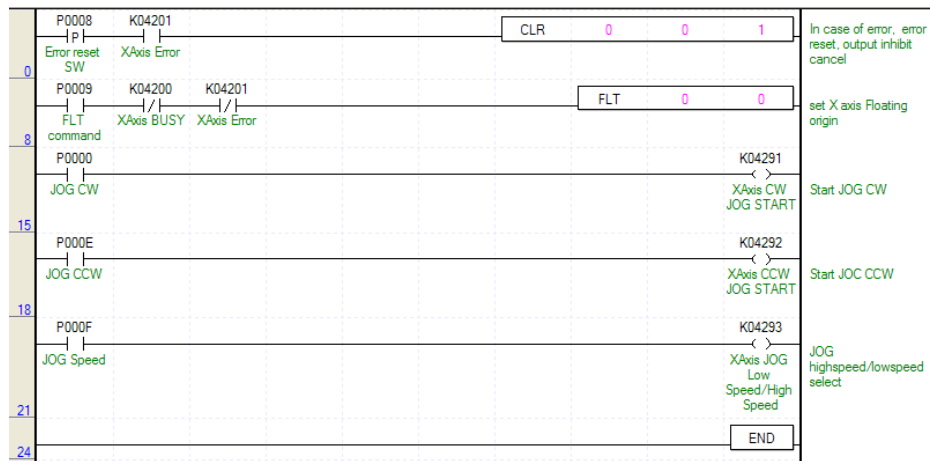 P0008 K04201
P CLR 0 0 1 In case of error, error
reset, output inhibit
cancel
Error reset XAxis Error
SW
0
P0009 K04200 K04201
FLT 0 0 set X axis Floating
origin
FLT XAxis BUSY XAxis Error
command
8
P0000 K04291
JOG CW XAxis CW Start JOG CW
JOG START
15
P000E K04292
JOG CCW XAxis CCW Start JOC CCW
JOG START
18
P000F K04293
JOG Speed XAxis JOG JOG
Low highspeed/lowspeed
Speed/High select
Speed
21
END
24